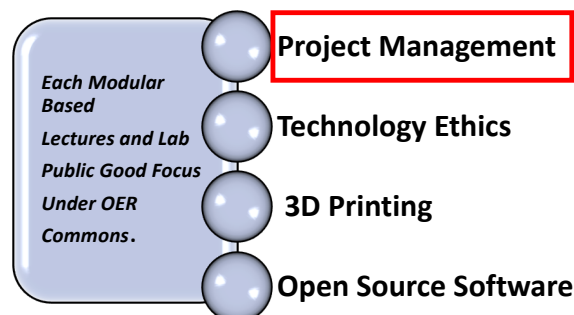 Each Modular
Based
Lectures and Lab
Public Good Focus
Under OER
Commons.
Project Management
Technology Ethics
3D Printing
Open Source Software